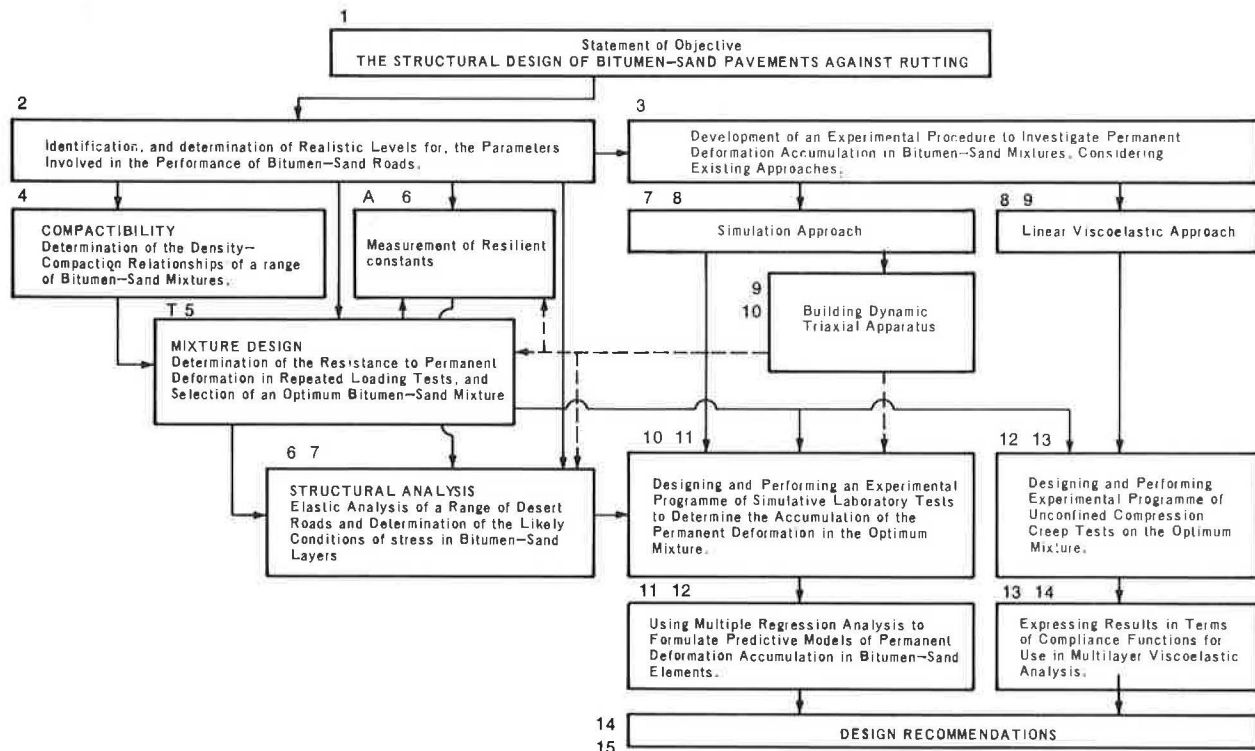 1
Statement of Objective
THE STRUCTURAL DESIGN OF BITUMEN–SAND PAVEMENTS AGAINST RUTTING
2
Identification, and determination of Realistic Levels for, the Parameters
Involved in the Performance of Bitumen–Sand Roads.
3
Development of an Experimental Procedure to Investigate Permanent
Deformation Accumulation in Bitumen–Sand Mixtures, Considering
Existing Approaches.
4
COMPACTIBILITY
Determination of the Density–
Compaction Relationships of a range
of Bitumen–Sand Mixtures.
A 6
Measurement of Resilient
constants
7 8
Simulation Approach
8 9
Linear Viscoelastic Approach
9
10
Building Dynamic
Triaxial Apparatus
T 5
MIXTURE DESIGN
Determination of the Resistance to Permanent
Deformation in Repeated Loading Tests, and
Selection of an Optimum Bitumen–Sand Mixture
6 7
STRUCTURAL ANALYSIS
Elastic Analysis of a Range of Desert
Roads and Determination of the Likely
Conditions of stress in Bitumen–Sand
Layers
10 11
Designing and Performing an Experimental
Programme of Simulative Laboratory Tests
to Determine the Accumulation of the
Permanent Deformation in the Optimum
Mixture.
12 13
Designing and Performing
Experimental Programme of
Unconfined Compression
Creep Tests on the Optimum
Mixture.
11 12
Using Multiple Regression Analysis to
Formulate Predictive Models of Permanent
Deformation Accumulation in Bitumen–Sand
Elements.
13 14
Expressing Results in Terms
of Compliance Functions for
Use in Multilayer Viscoelastic
Analysis.
14
15
DESIGN RECOMMENDATIONS